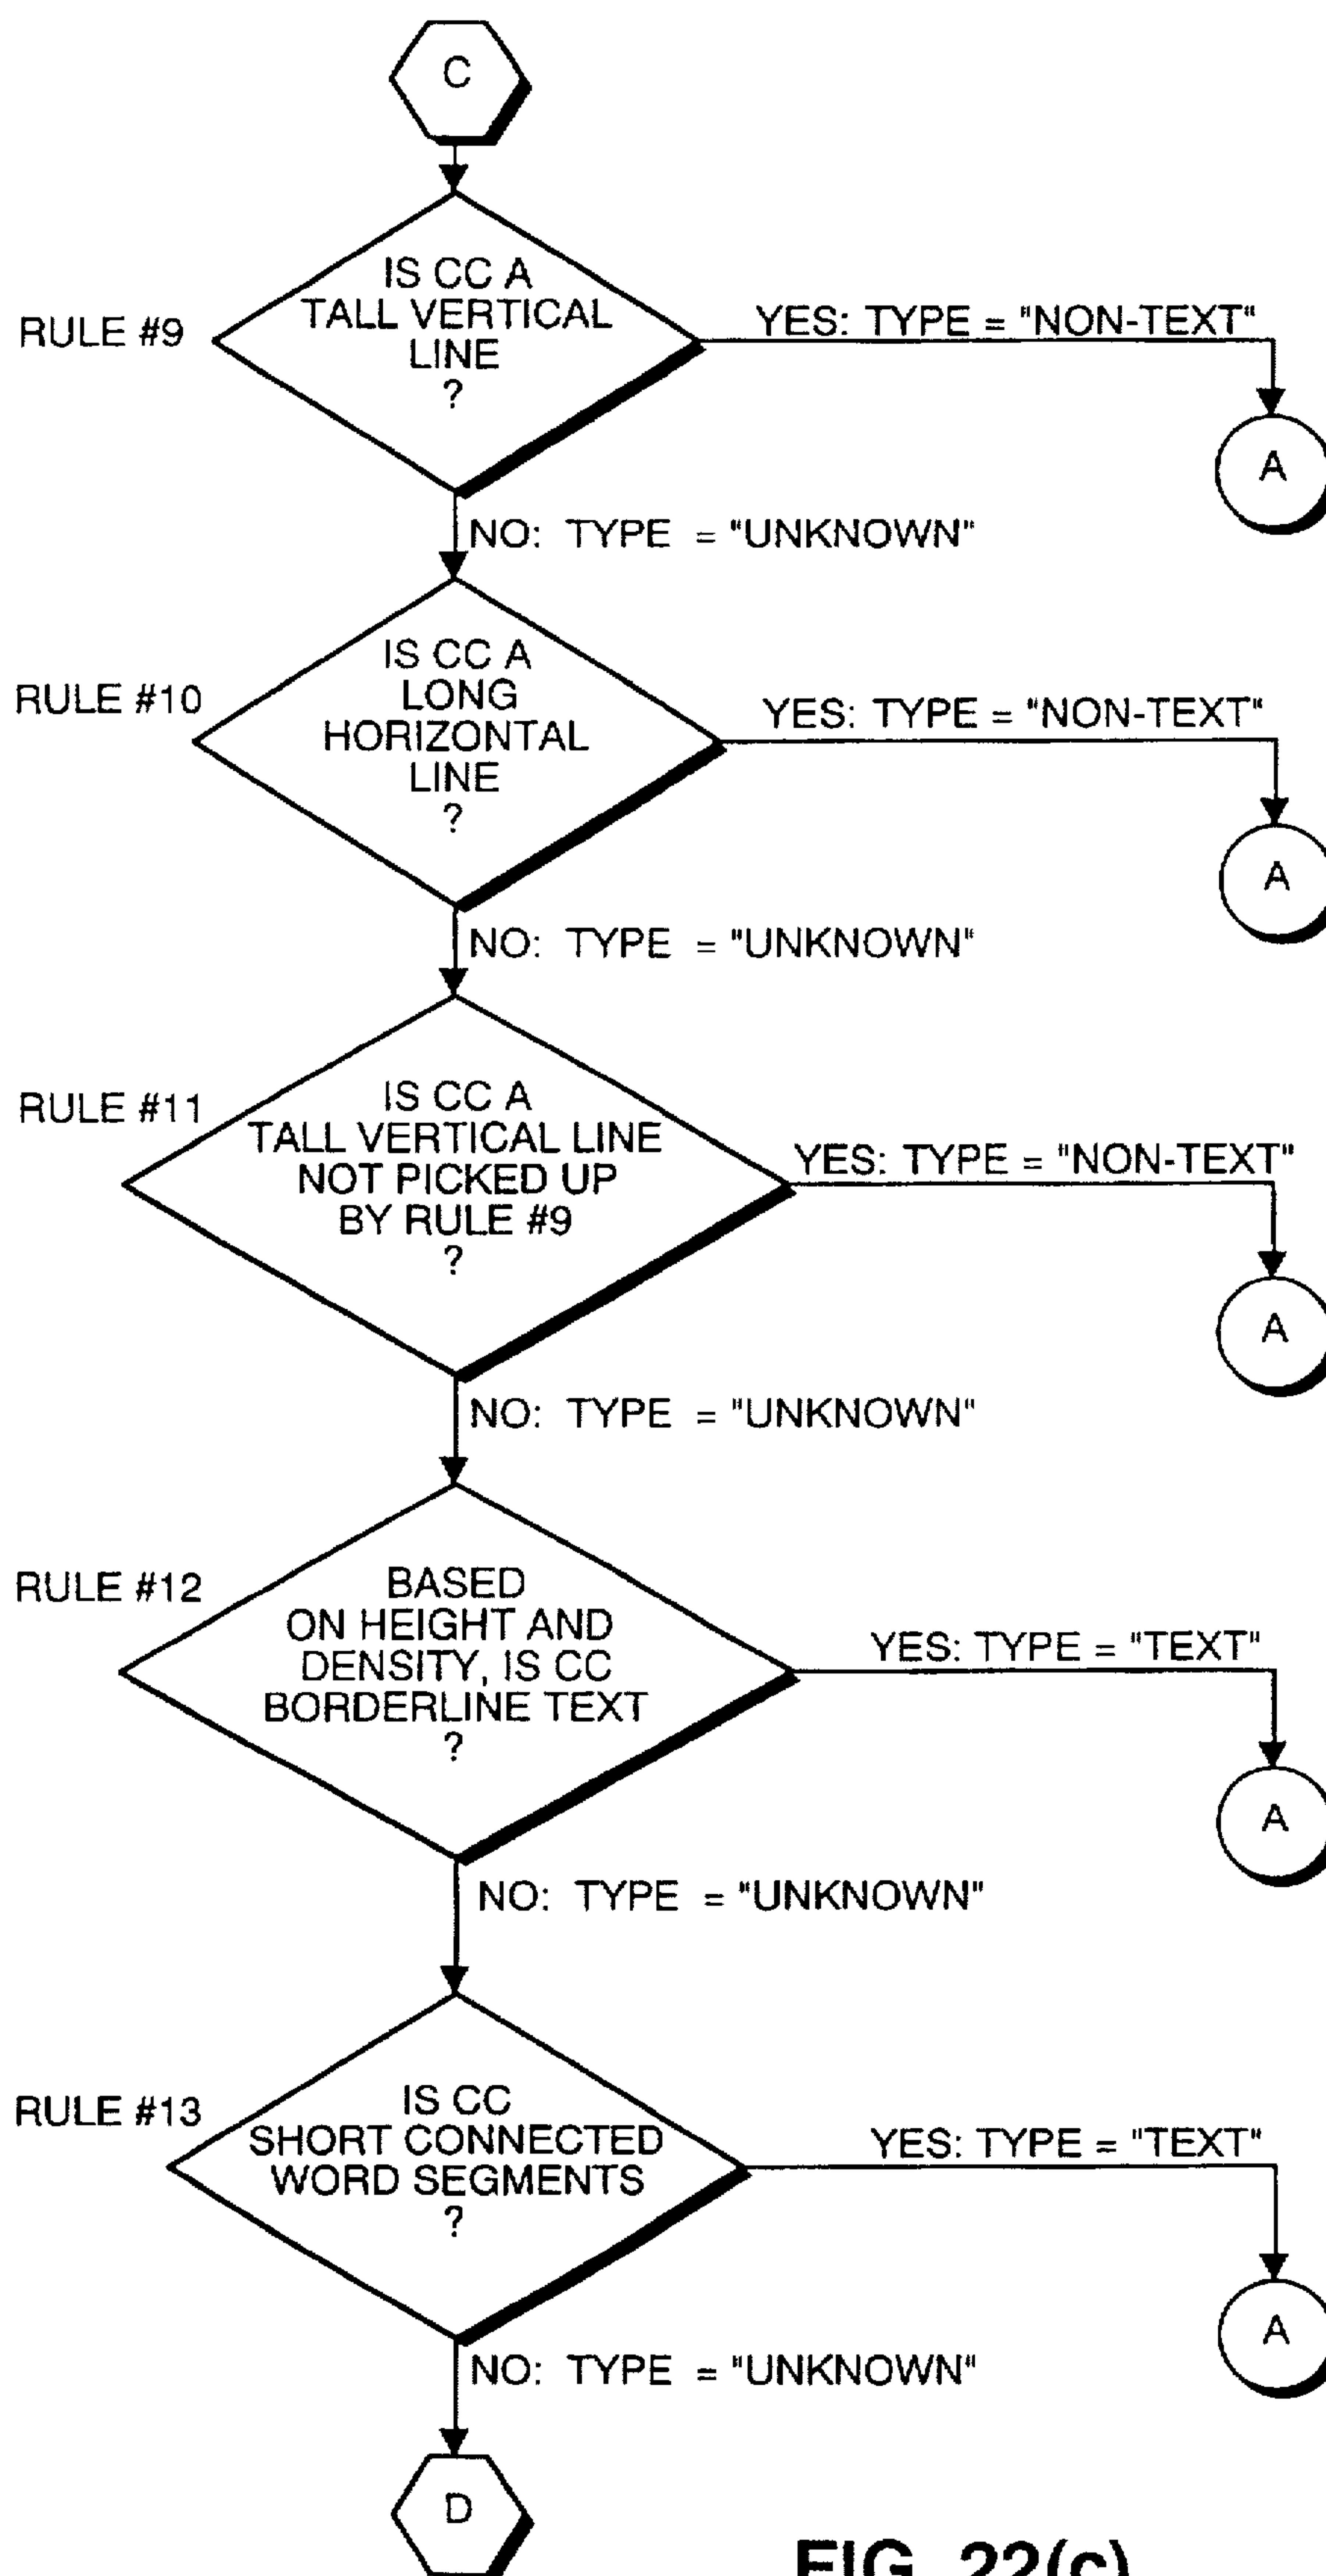 C
IS CC A
TALL VERTICAL
LINE
?
RULE #9
YES: TYPE = "NON-TEXT"
A
NO: TYPE = "UNKNOWN"
IS CC A
LONG
HORIZONTAL
LINE
?
RULE #10
YES: TYPE = "NON-TEXT"
A
NO: TYPE = "UNKNOWN"
IS CC A
TALL VERTICAL LINE
NOT PICKED UP
BY RULE #9
?
RULE #11
YES: TYPE = "NON-TEXT"
A
NO: TYPE = "UNKNOWN"
BASED
ON HEIGHT AND
DENSITY, IS CC
BORDERLINE TEXT
?
RULE #12
YES: TYPE = "TEXT"
A
NO: TYPE = "UNKNOWN"
IS CC
SHORT CONNECTED
WORD SEGMENTS
?
RULE #13
YES: TYPE = "TEXT"
A
NO: TYPE = "UNKNOWN"
D
FIG. 22(c)